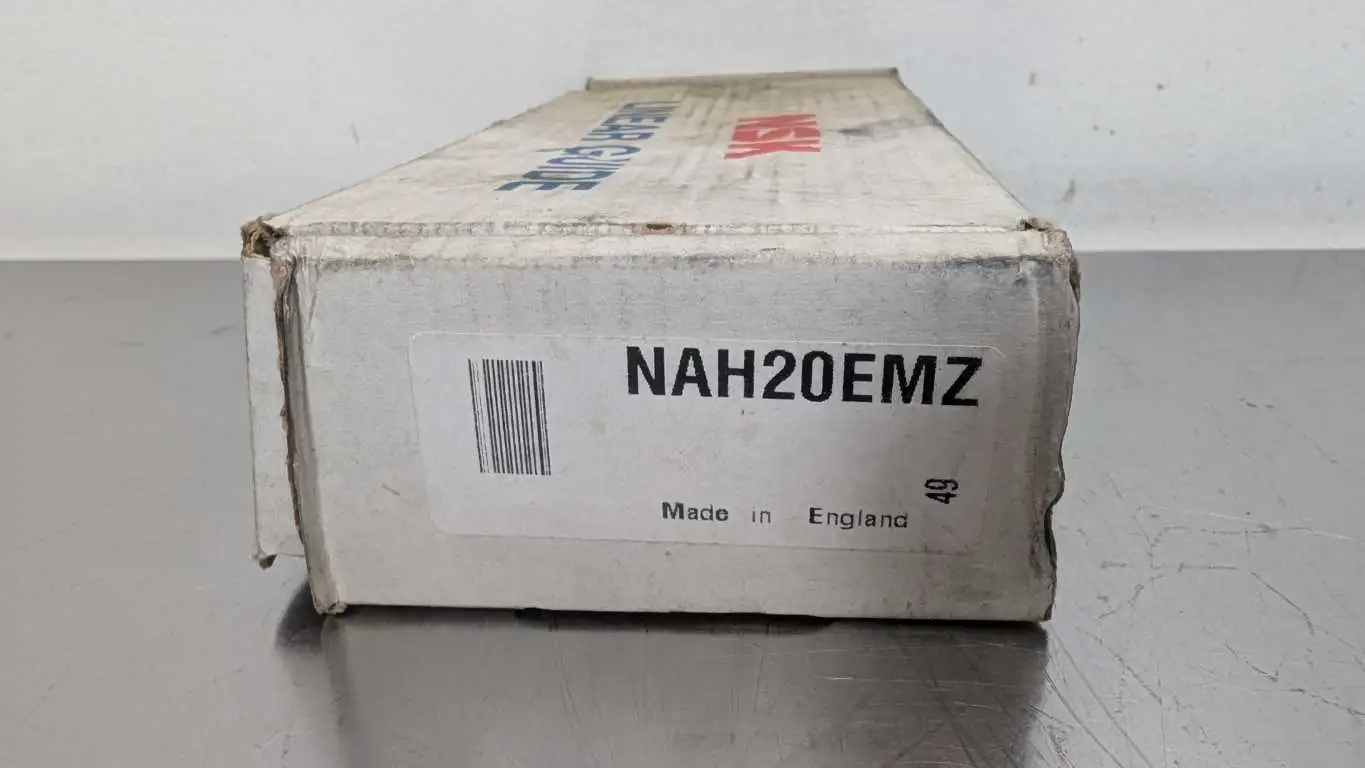 NSK
LINEAR GUIDE
NAH20EMZ
Made in England
49